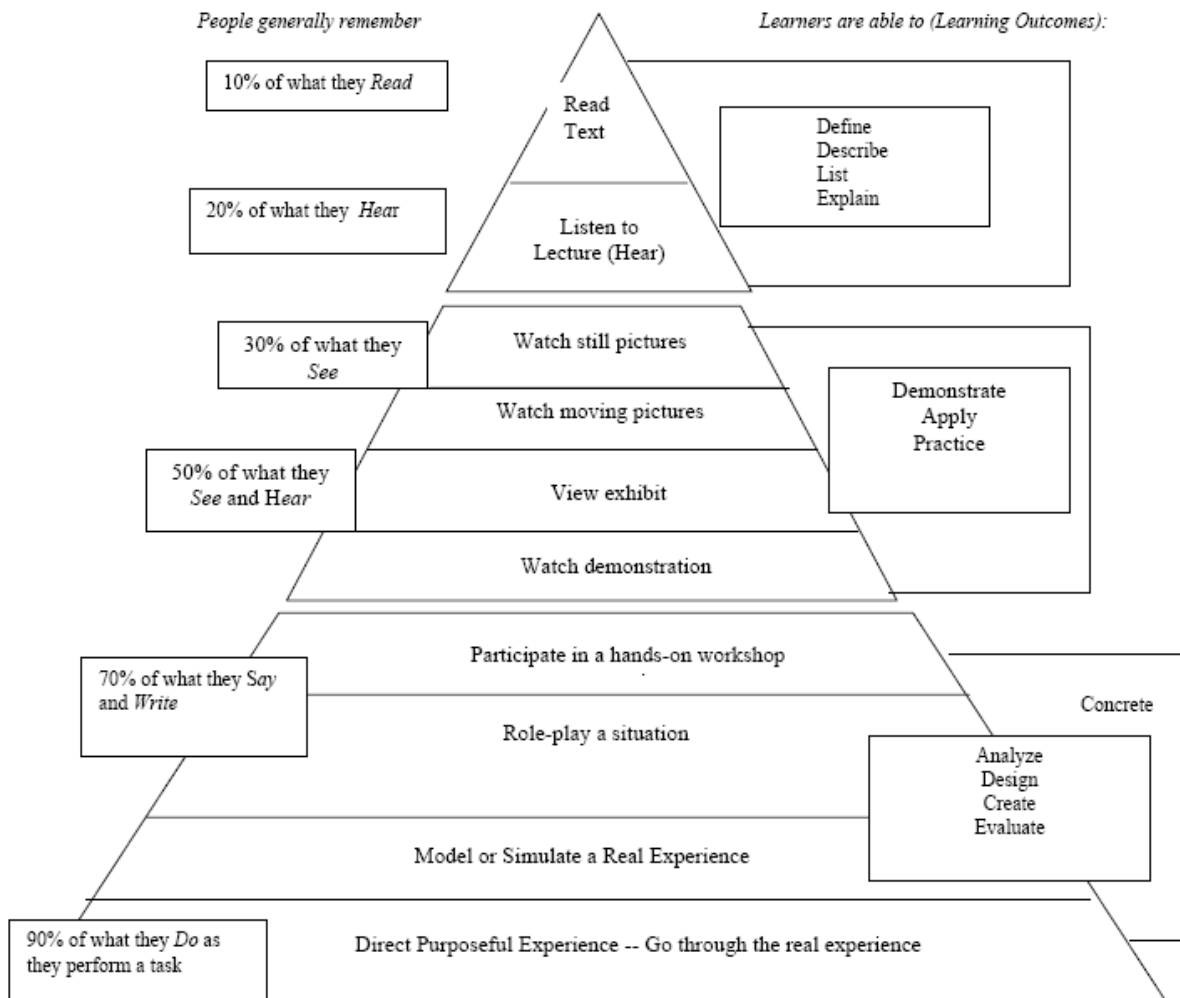 People generally remember
Learners are able to (Learning Outcomes):
10% of what they Read
Read
Text
Define
Describe
List
Explain
20% of what they Hear
Listen to
Lecture (Hear)
30% of what they
See
Watch still pictures
Watch moving pictures
Demonstrate
Apply
Practice
50% of what they
See and Hear
View exhibit
Watch demonstration
Participate in a hands-on workshop
70% of what they Say
and Write
Concrete
Role-play a situation
Analyze
Design
Create
Evaluate
Model or Simulate a Real Experience
90% of what they Do as
they perform a task
Direct Purposeful Experience -- Go through the real experience